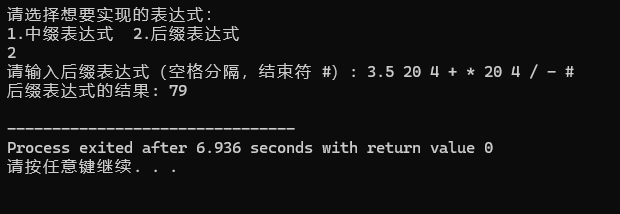 请选择想要实现的表达式：
1.中缀表达式  2.后缀表达式
2
请输入后缀表达式（空格分隔，结束符 #）: 3.5 20 4 + * 20 4 / - #
后缀表达式的结果: 79
--------------------------------
Process exited after 6.936 seconds with return value 0
请按任意键继续. . .